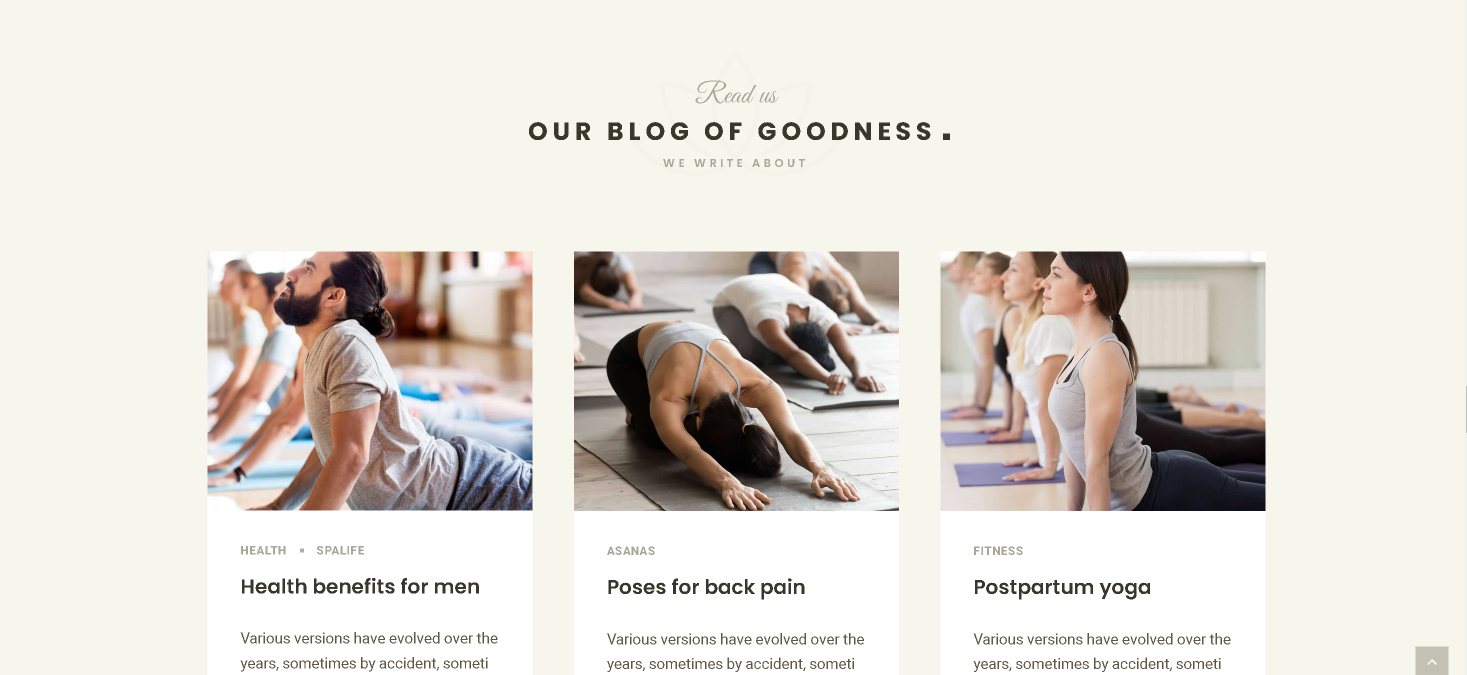 Read us
OUR BLOG OF GOODNESS.
WE WRITE ABOUT
HEALTH ▪ SPALIFE
Health benefits for men
Various versions have evolved over the
years, sometimes by accident, someti
ASANAS
Poses for back pain
Various versions have evolved over the
years, sometimes by accident, someti
FITNESS
Postpartum yoga
Various versions have evolved over the
years, sometimes by accident, someti